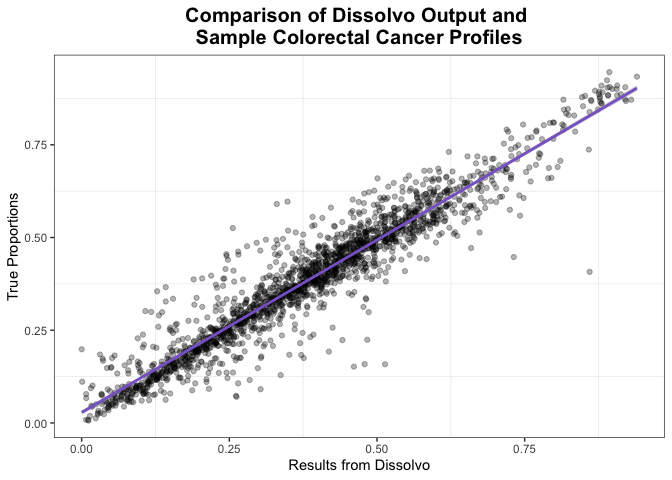 Comparison of Dissolvo Output and
Sample Colorectal Cancer Profiles
True Proportions
0.75
0.50
0.25
0.00
0.00 0.25 0.50 0.75
Results from Dissolvo